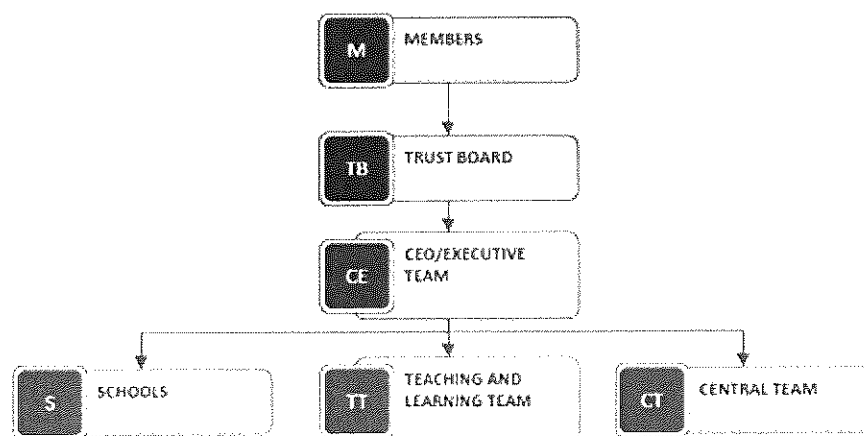 M
MEMBERS
TB
TRUST BOARD
CE
CEO/EXECUTIVE
TEAM
S
SCHOOLS
TT
TEACHING AND
LEARNING TEAM
CT
CENTRAL TEAM